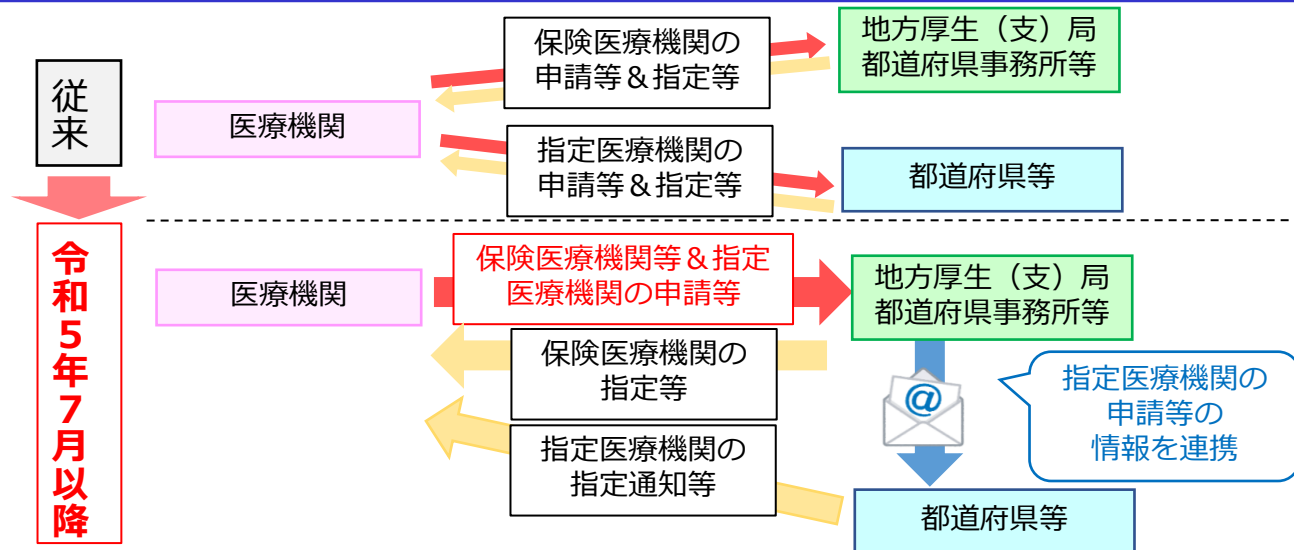 従来
医療機関
保険医療機関の
申請等＆指定等
地方厚生（支）局
都道府県事務所等
指定医療機関の
申請等＆指定等
都道府県等
令和５年７月以降
医療機関
保険医療機関等＆指定
医療機関の申請等
地方厚生（支）局
都道府県事務所等
保険医療機関の
指定等
@
指定医療機関の
申請等の
情報を連携
指定医療機関の
指定通知等
都道府県等